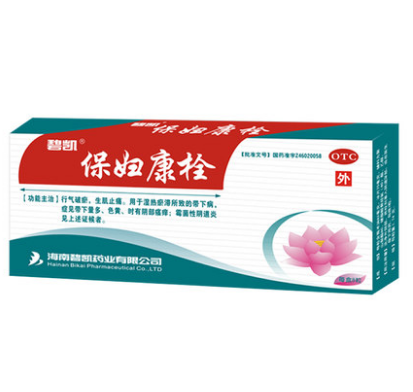 碧凯
保妇康栓
【批准文号】国药准字Z46020058
OTC
外
【功能主治】行气破瘀，生肌止痛。用于湿热瘀滞所致的带下病，
症见带下量多、色黄、时有阴部瘙痒；霉菌性阴道炎
见上述证候者。
海南碧凯药业有限公司
Hainan Bikai Pharmaceutical Co.,LTD